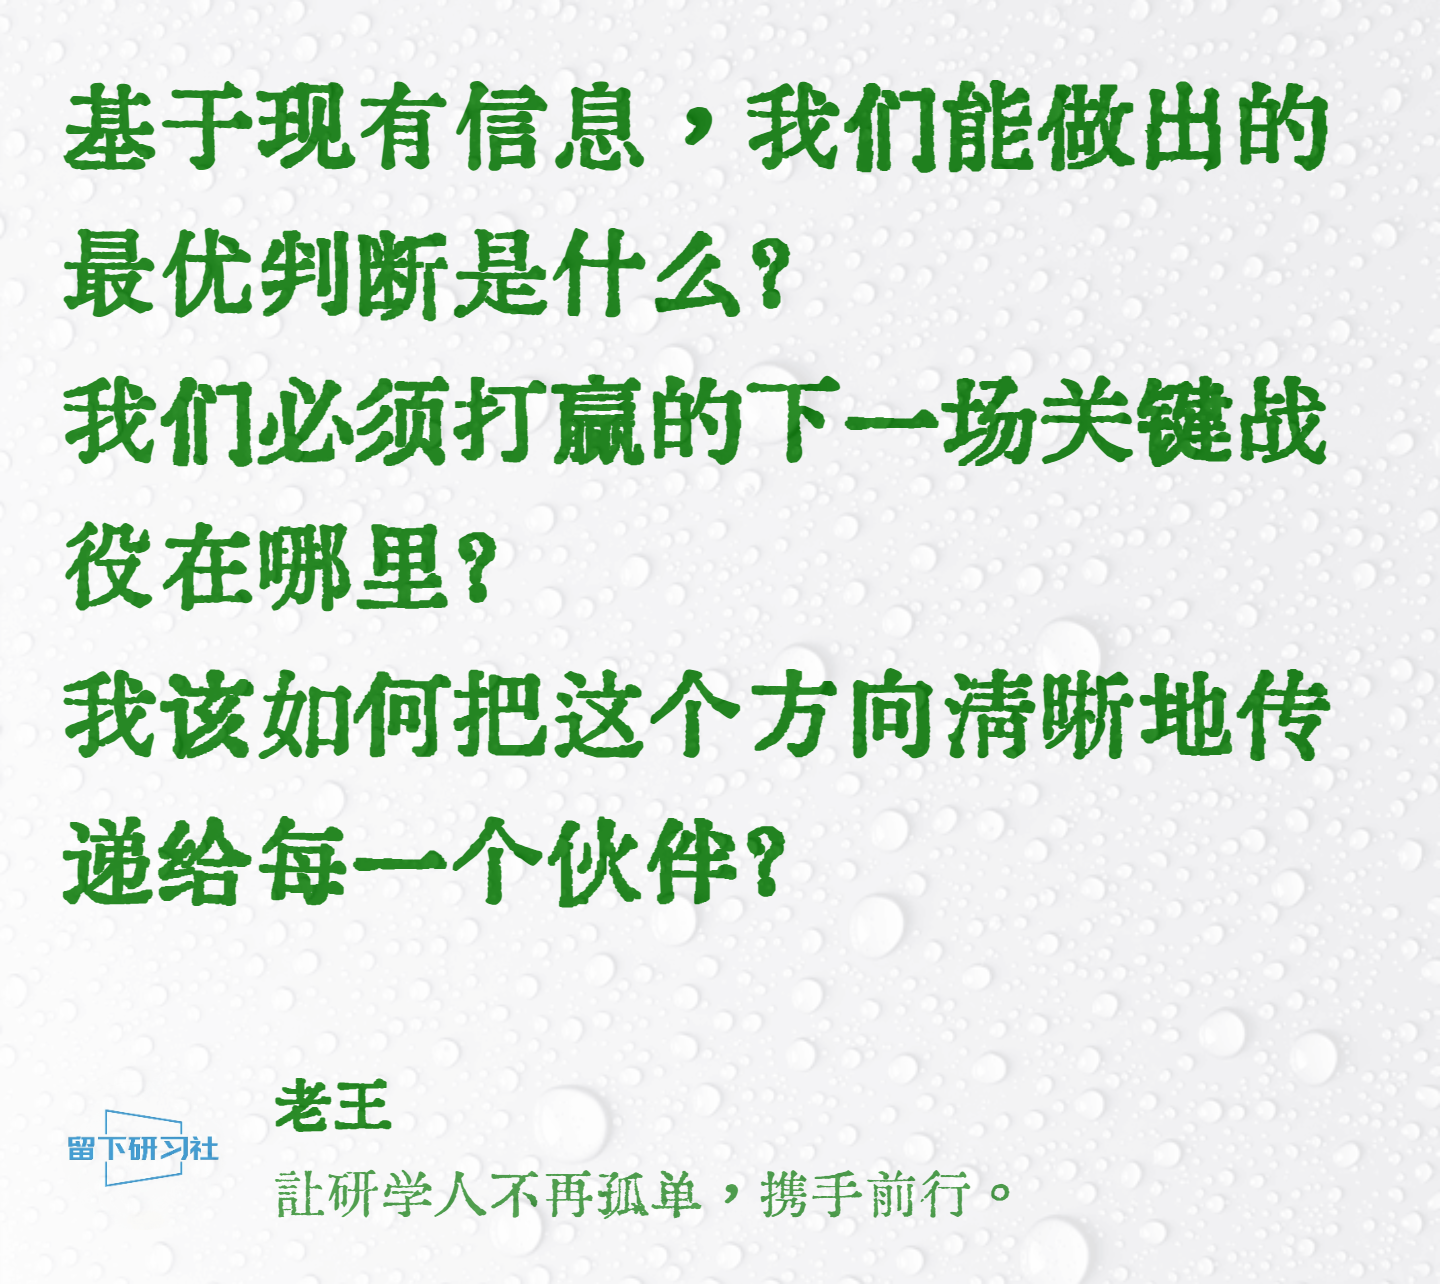 基于现有信息，我们能做出的
最优判断是什么?
我们必须打赢的下一场关键战
役在哪里?
我该如何把这个方向清晰地传
递给每一个伙伴?
老王
留下研习社
讓研学人不再孤单，携手前行。